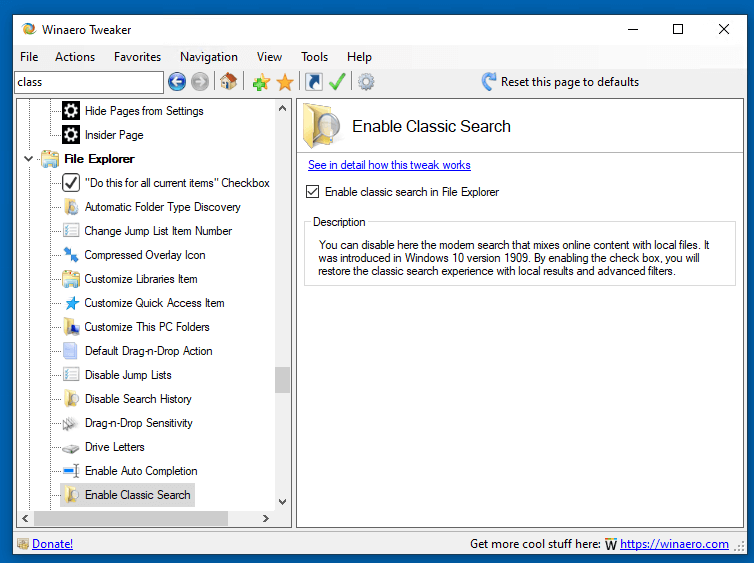 Winaero Tweaker
File Actions Favorites Navigation View Tools Help
class
Reset this page to defaults
Hide Pages from Settings
Insider Page
File Explorer
"Do this for all current items" Checkbox
Automatic Folder Type Discovery
Change Jump List Item Number
Compressed Overlay Icon
Customize Libraries Item
Customize Quick Access Item
Customize This PC Folders
Default Drag-n-Drop Action
Disable Jump Lists
Disable Search History
Drag-n-Drop Sensitivity
Drive Letters
Enable Auto Completion
Enable Classic Search
Enable Classic Search
See in detail how this tweak works
Enable classic search in File Explorer
Description
You can disable here the modern search that mixes online content with local files. It
was introduced in Windows 10 version 1909. By enabling the check box, you will
restore the classic search experience with local results and advanced filters.
Donate!
Get more cool stuff here: W https://winaero.com